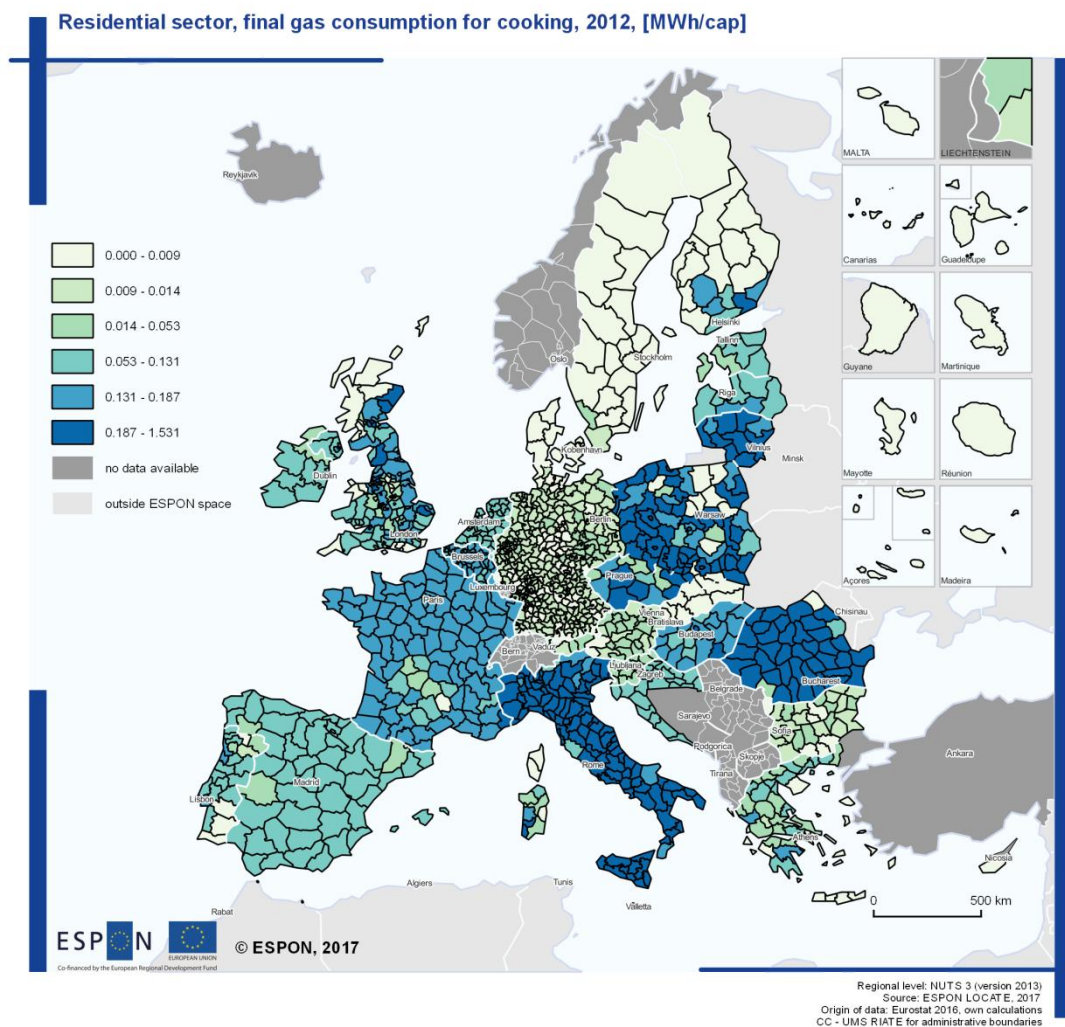 Residential sector, final gas consumption for cooking, 2012, [MWh/cap]
MALTA
LIECHTENSTEIN
Reykjavík
Canarias
Guadeloupe
0.000 - 0.009
0.009 - 0.014
0.014 - 0.053
0.053 - 0.131
0.131 - 0.187
0.187 - 1.531
no data available
outside ESPON space
Helsinki
Tallinn
Oslo
Stockholm
Guyane
Martinique
Riga
Kobenhavn
Vilnius
Minsk
Dublin
Mayotte
Réunion
Amsterdam
Berlin
Warsaw
London
Brussels
Luxembourg
Prague
Paris
Açores
Madeira
Vienna
Bratislava
Chisinau
Budapest
Bern
Vaduz
Ljubljana
Zagreb
Bucharest
Belgrade
Sarajevo
Sofia
Podgorica
Skopje
Tirana
Ankara
Rome
Madrid
Lisbon
Athens
Nicosia
Algiers
Tunis
Valletta
Rabat
0 500 km
ESPON
EUROPEAN UNION
© ESPON, 2017
Co-financed by the European Regional Development Fund
Regional level: NUTS 3 (version 2013)
Source: ESPON LOCATE, 2017
Origin of data: Eurostat 2016, own calculations
CC - UMS RIATE for administrative boundaries